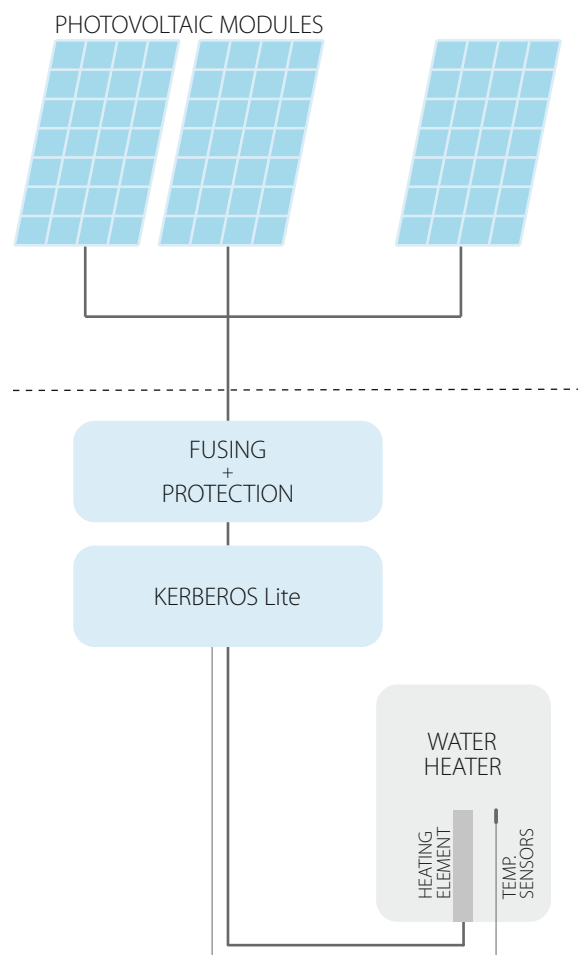 PHOTOVOLTAIC MODULES
FUSING
+
PROTECTION
KERBEROS Lite
WATER
HEATER
HEATING
ELEMENT
TEMP.
SENSORS